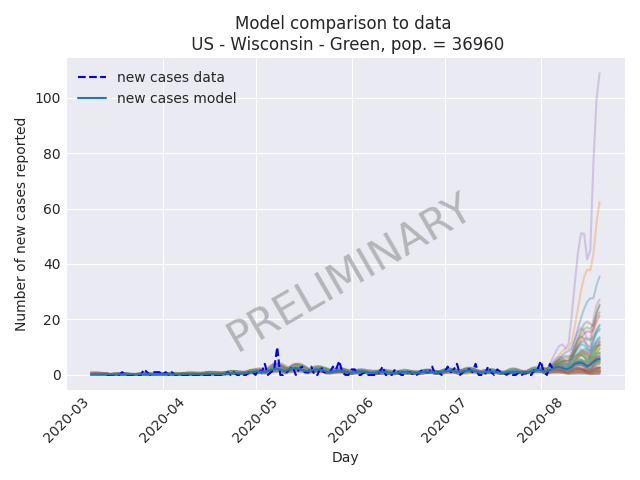 Model comparison to data
US - Wisconsin - Green, pop. = 36960
new cases data
new cases model
Number of new cases reported
100
80
60
40
20
0
PRELIMINARY
2020-03
2020-04
2020-05
2020-06
2020-07
2020-08
Day